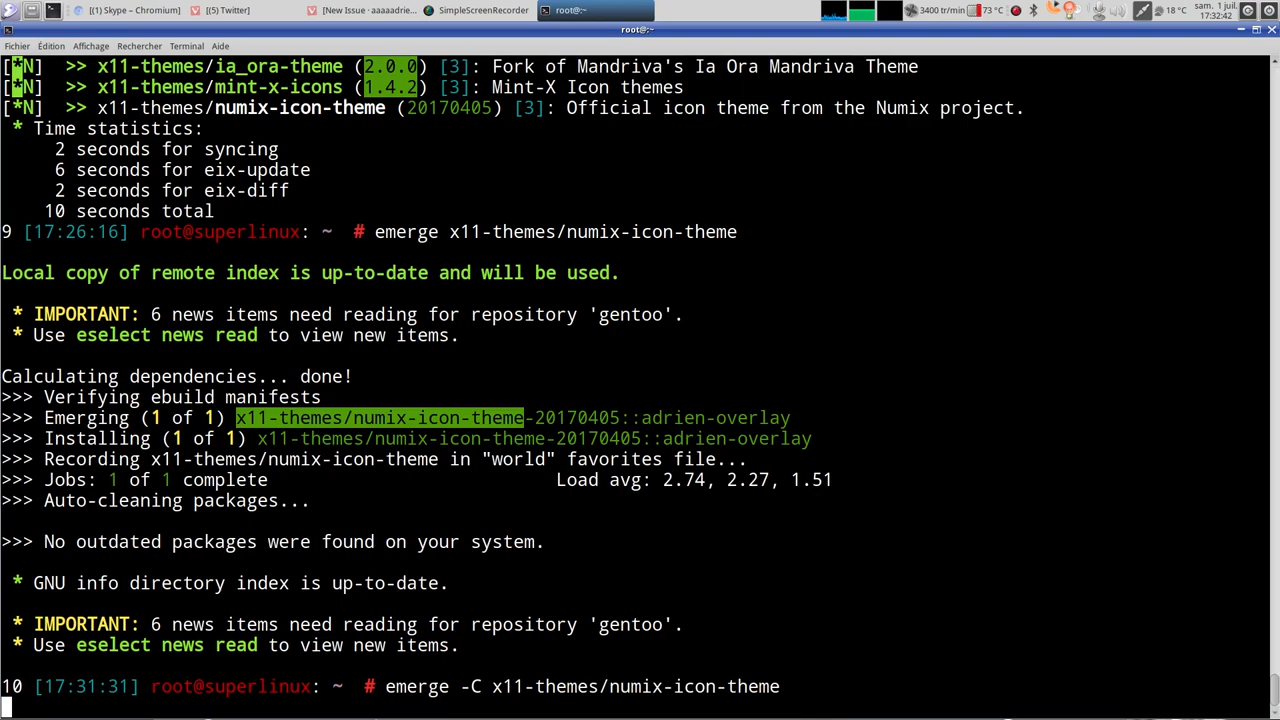 [(1) Skype – Chromium]
[(5) Twitter]
[New Issue · aaaaadrie...
SimpleScreenRecorder
root@:~
3400 tr/min
73 °C
18 °C
sam. 1 juil.
17:32:42
root@:~
Fichier Édition Affichage Rechercher Terminal Aide
[*N] >> x11-themes/ia_ora-theme (2.0.0) [3]: Fork of Mandriva's Ia Ora Mandriva Theme
[*N] >> x11-themes/mint-x-icons (1.4.2) [3]: Mint-X Icon themes
[*N] >> x11-themes/numix-icon-theme (20170405) [3]: Official icon theme from the Numix project.
* Time statistics:
2 seconds for syncing
6 seconds for eix-update
2 seconds for eix-diff
10 seconds total
9 [17:26:16] root@superlinux: ~ # emerge x11-themes/numix-icon-theme
Local copy of remote index is up-to-date and will be used.
* IMPORTANT: 6 news items need reading for repository 'gentoo'.
* Use eselect news read to view new items.
Calculating dependencies... done!
>>> Verifying ebuild manifests
>>> Emerging (1 of 1) x11-themes/numix-icon-theme-20170405::adrien-overlay
>>> Installing (1 of 1) x11-themes/numix-icon-theme-20170405::adrien-overlay
>>> Recording x11-themes/numix-icon-theme in "world" favorites file...
>>> Jobs: 1 of 1 complete Load avg: 2.74, 2.27, 1.51
>>> Auto-cleaning packages...
>>> No outdated packages were found on your system.
* GNU info directory index is up-to-date.
* IMPORTANT: 6 news items need reading for repository 'gentoo'.
* Use eselect news read to view new items.
10 [17:31:31] root@superlinux: ~ # emerge -C x11-themes/numix-icon-theme